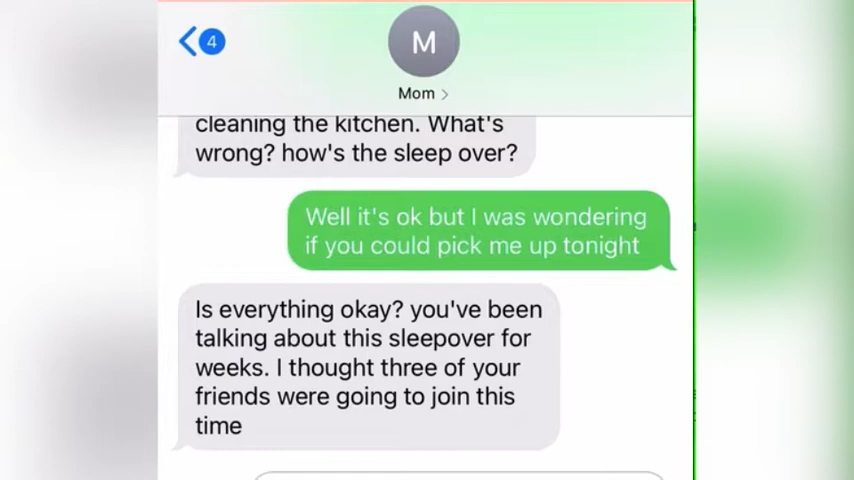 4
M
Mom
cleaning the kitchen. What's
wrong? how's the sleep over?
Well it's ok but I was wondering
if you could pick me up tonight
Is everything okay? you've been
talking about this sleepover for
weeks. I thought three of your
friends were going to join this
time